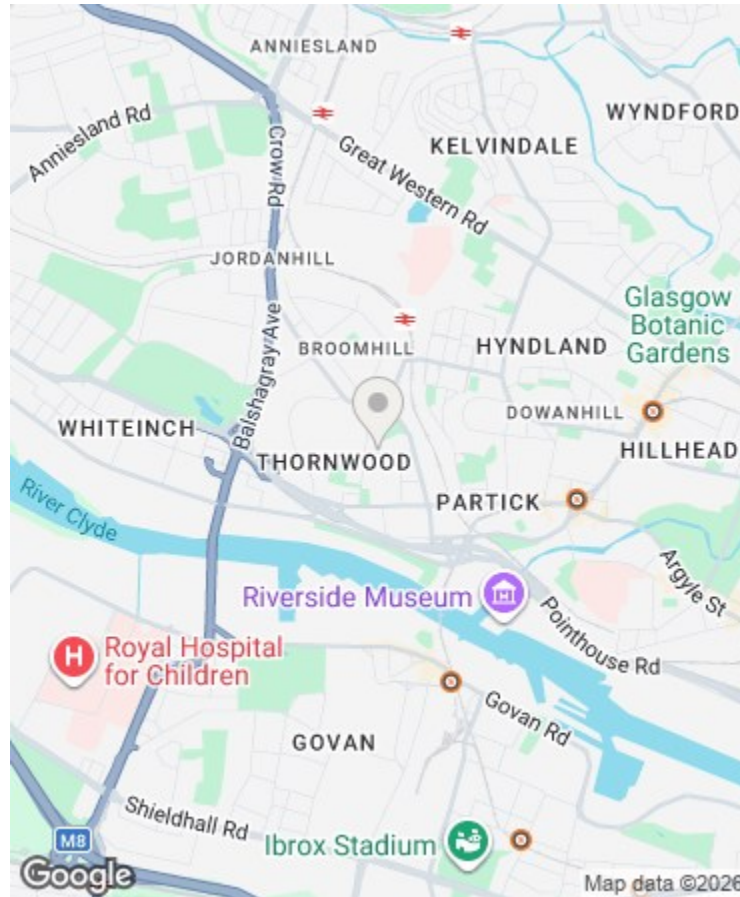 ANNIESLAND
WYNDFORD
Anniesland Rd
Crow Rd
KELVINDALE
Great Western Rd
JORDANHILL
Glasgow
Botanic
Gardens
Balshagray Ave
BROOMHILL
HYNDLAND
DOWANHILL
WHITEINCH
HILLHEAD
THORNWOOD
PARTICK
River Clyde
Argyle St
Riverside Museum
Pointhouse Rd
H
Royal Hospital
for Children
Govan Rd
GOVAN
Shieldhall Rd
M8
Ibrox Stadium
Google
Map data ©2026